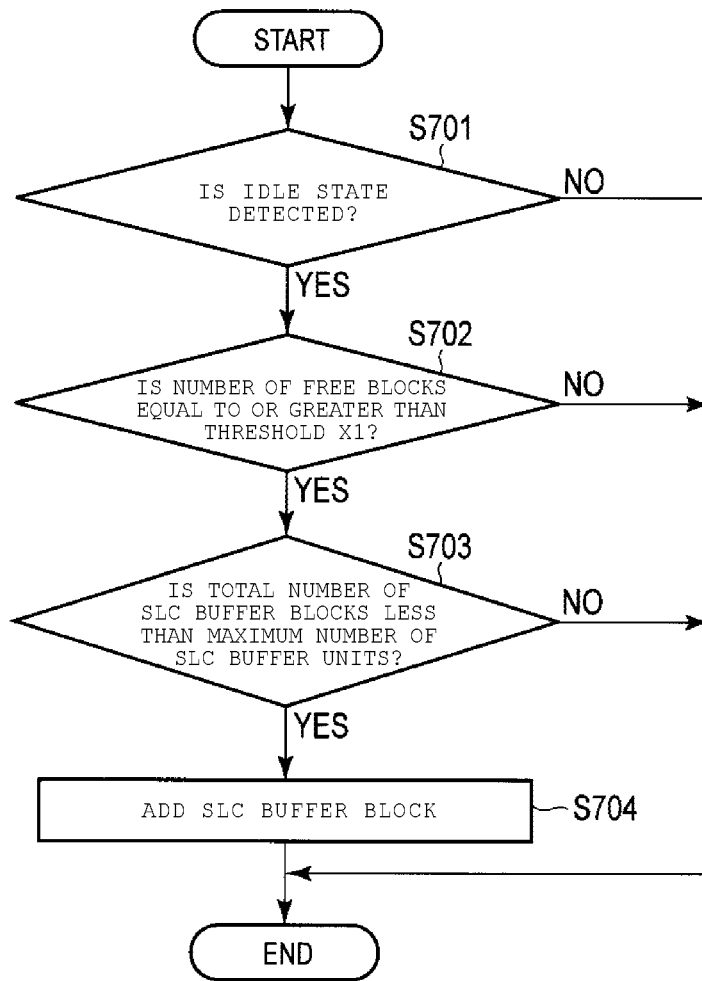 START
S701
IS IDLE STATE
DETECTED?
NO
YES
S702
IS NUMBER OF FREE BLOCKS
EQUAL TO OR GREATER THAN
THRESHOLD X1?
NO
YES
S703
IS TOTAL NUMBER OF
SLC BUFFER BLOCKS LESS
THAN MAXIMUM NUMBER OF
SLC BUFFER UNITS?
NO
YES
ADD SLC BUFFER BLOCK
S704
END